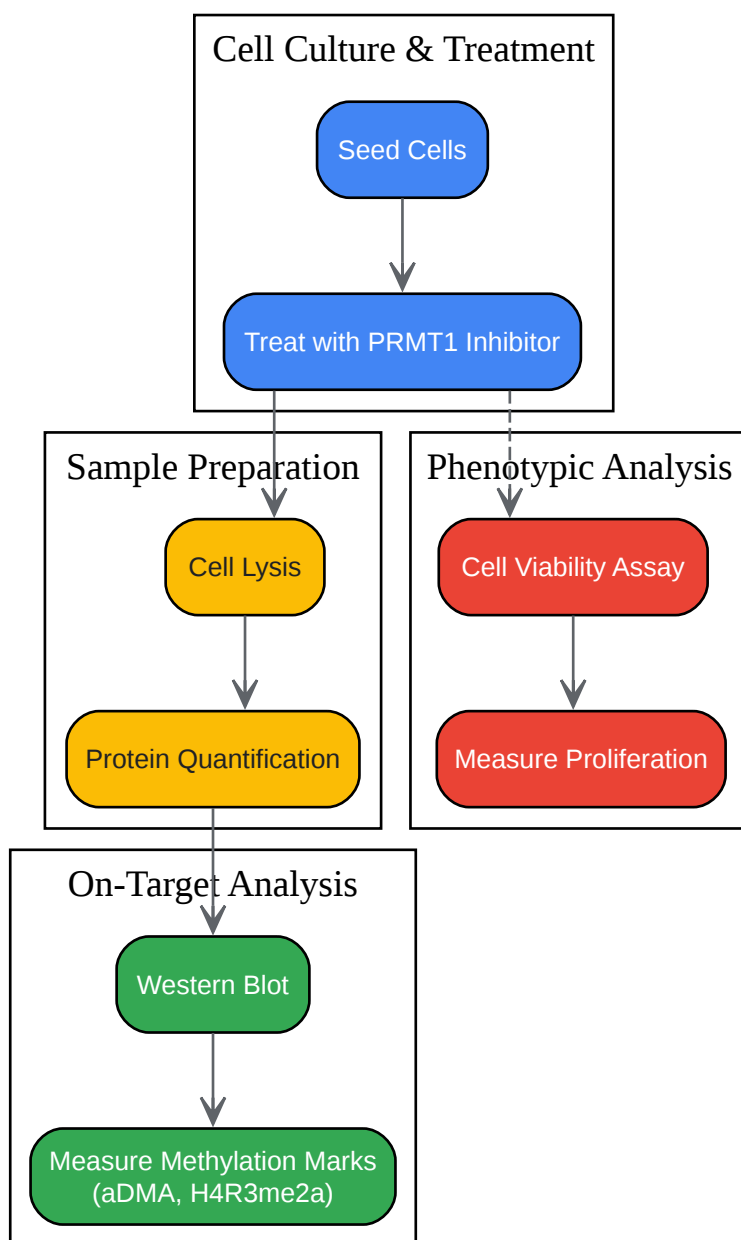 Cell Culture & Treatment
Seed Cells
Treat with PRMT1 Inhibitor
Sample Preparation
Cell Lysis
Protein Quantification
Phenotypic Analysis
Cell Viability Assay
Measure Proliferation
On-Target Analysis
Western Blot
Measure Methylation Marks
(aDMA, H4R3me2a)